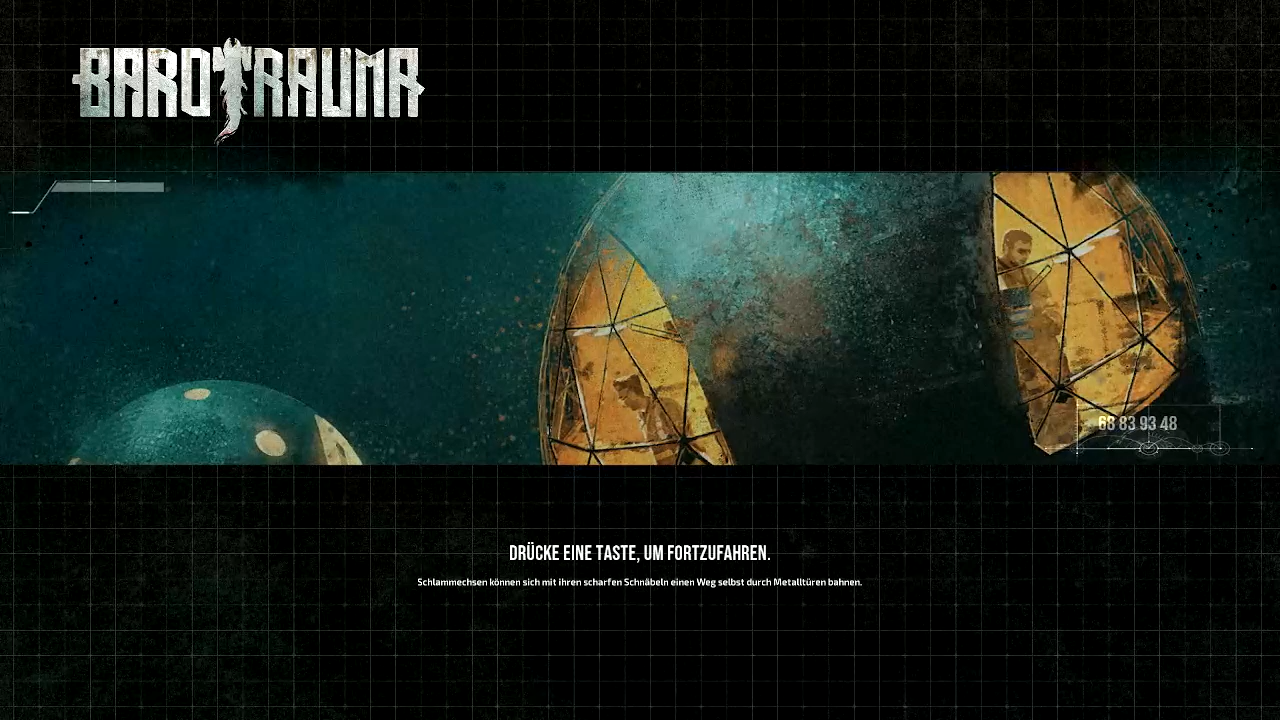 BAROTRAUMA
68 83 93 48
DRÜCKE EINE TASTE, UM FORTZUFAHREN.
Schlammechsen können sich mit ihren scharfen Schnäbeln einen Weg selbst durch Metalltüren bahnen.